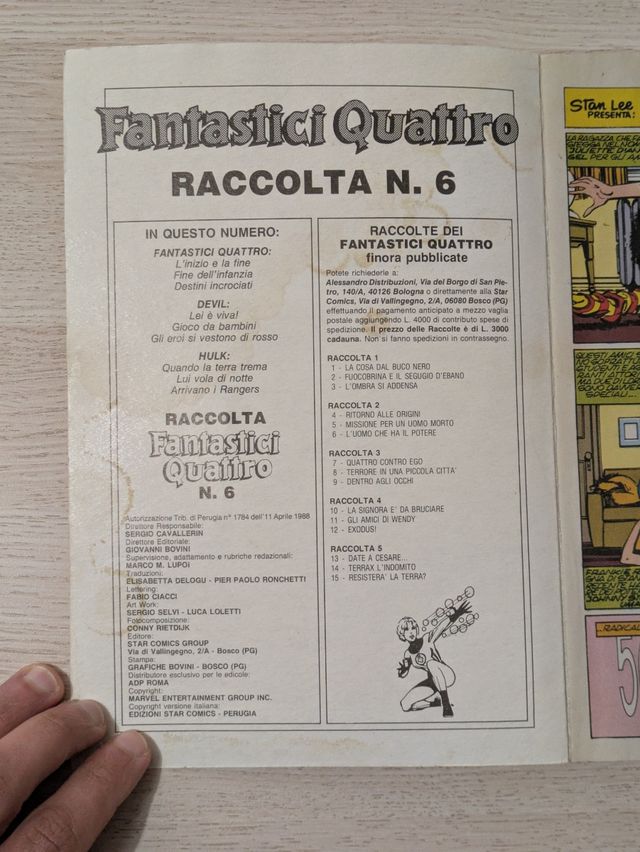 Fantastici Quattro
RACCOLTA N. 6
IN QUESTO NUMERO:
FANTASTICI QUATTRO:
L'inizio e la fine
Fine dell'infanzia
Destini incrociati
DEVIL:
Lei è viva!
Gioco da bambini
Gli eroi si vestono di rosso
HULK:
Quando la terra trema
Lui vola di notte
Arrivano i Rangers
RACCOLTA
Fantastici
Quattro
N. 6
Autorizzazione Trib. di Perugia n° 1784 dell'11 Aprile 1988
Direttore Responsabile:
SERGIO CAVALLERIN
Direttore Editoriale:
GIOVANNI BOVINI
Supervisione, adattamento e rubriche redazionali:
MARCO M. LUPOI
Traduzioni:
ELISABETTA DELOGU - PIER PAOLO RONCHETTI
Lettering:
FABIO CIACCI
Art Work:
SERGIO SELVI - LUCA LOLETTI
Fotocomposizione:
CONNY RIETDIJK
Editore:
STAR COMICS GROUP
Via di Vallingegno, 2/A - Bosco (PG)
Stampa:
GRAFICHE BOVINI - BOSCO (PG)
Distributore esclusivo per le edicole:
ADP ROMA
Copyright:
MARVEL ENTERTAINMENT GROUP INC.
Copyright versione italiana:
EDIZIONI STAR COMICS - PERUGIA
RACCOLTE DEI
FANTASTICI QUATTRO
finora pubblicate
Potete richiederle a:
Alessandro Distribuzioni, Via del Borgo di San Pie-
tro, 140/A, 40126 Bologna o direttamente alla Star
Comics, Via di Vallingegno, 2/A, 06080 Bosco (PG)
effettuando il pagamento anticipato a mezzo vaglia
postale aggiungendo L. 4000 di contributo spese di
spedizione. Il prezzo delle Raccolte è di L. 3000
cadauna. Non si fanno spedizioni in contrassegno.
RACCOLTA 1
1 - LA COSA DAL BUCO NERO
2 - FUOCOBRINA E IL SEGUGIO D'EBANO
3 - L'OMBRA SI ADDENSA
RACCOLTA 2
4 - RITORNO ALLE ORIGINI
5 - MISSIONE PER UN UOMO MORTO
6 - L'UOMO CHE HA IL POTERE
RACCOLTA 3
7 - QUATTRO CONTRO EGO
8 - TERRORE IN UNA PICCOLA CITTA'
9 - DENTRO AGLI OCCHI
RACCOLTA 4
10 - LA SIGNORA E' DA BRUCIARE
11 - GLI AMICI DI WENDY
12 - EXODUS!
RACCOLTA 5
13 - DATE A CESARE...
14 - TERRAX L'INDOMITO
15 - RESISTERA' LA TERRA?
STAN LEE
PRESENTA:
LA RAGAZZA CHE
JULIETTE D'AN
GEL PER GLI A
QUESTI AMICI
STUDENTI E
SPECIALI...
RADICAL